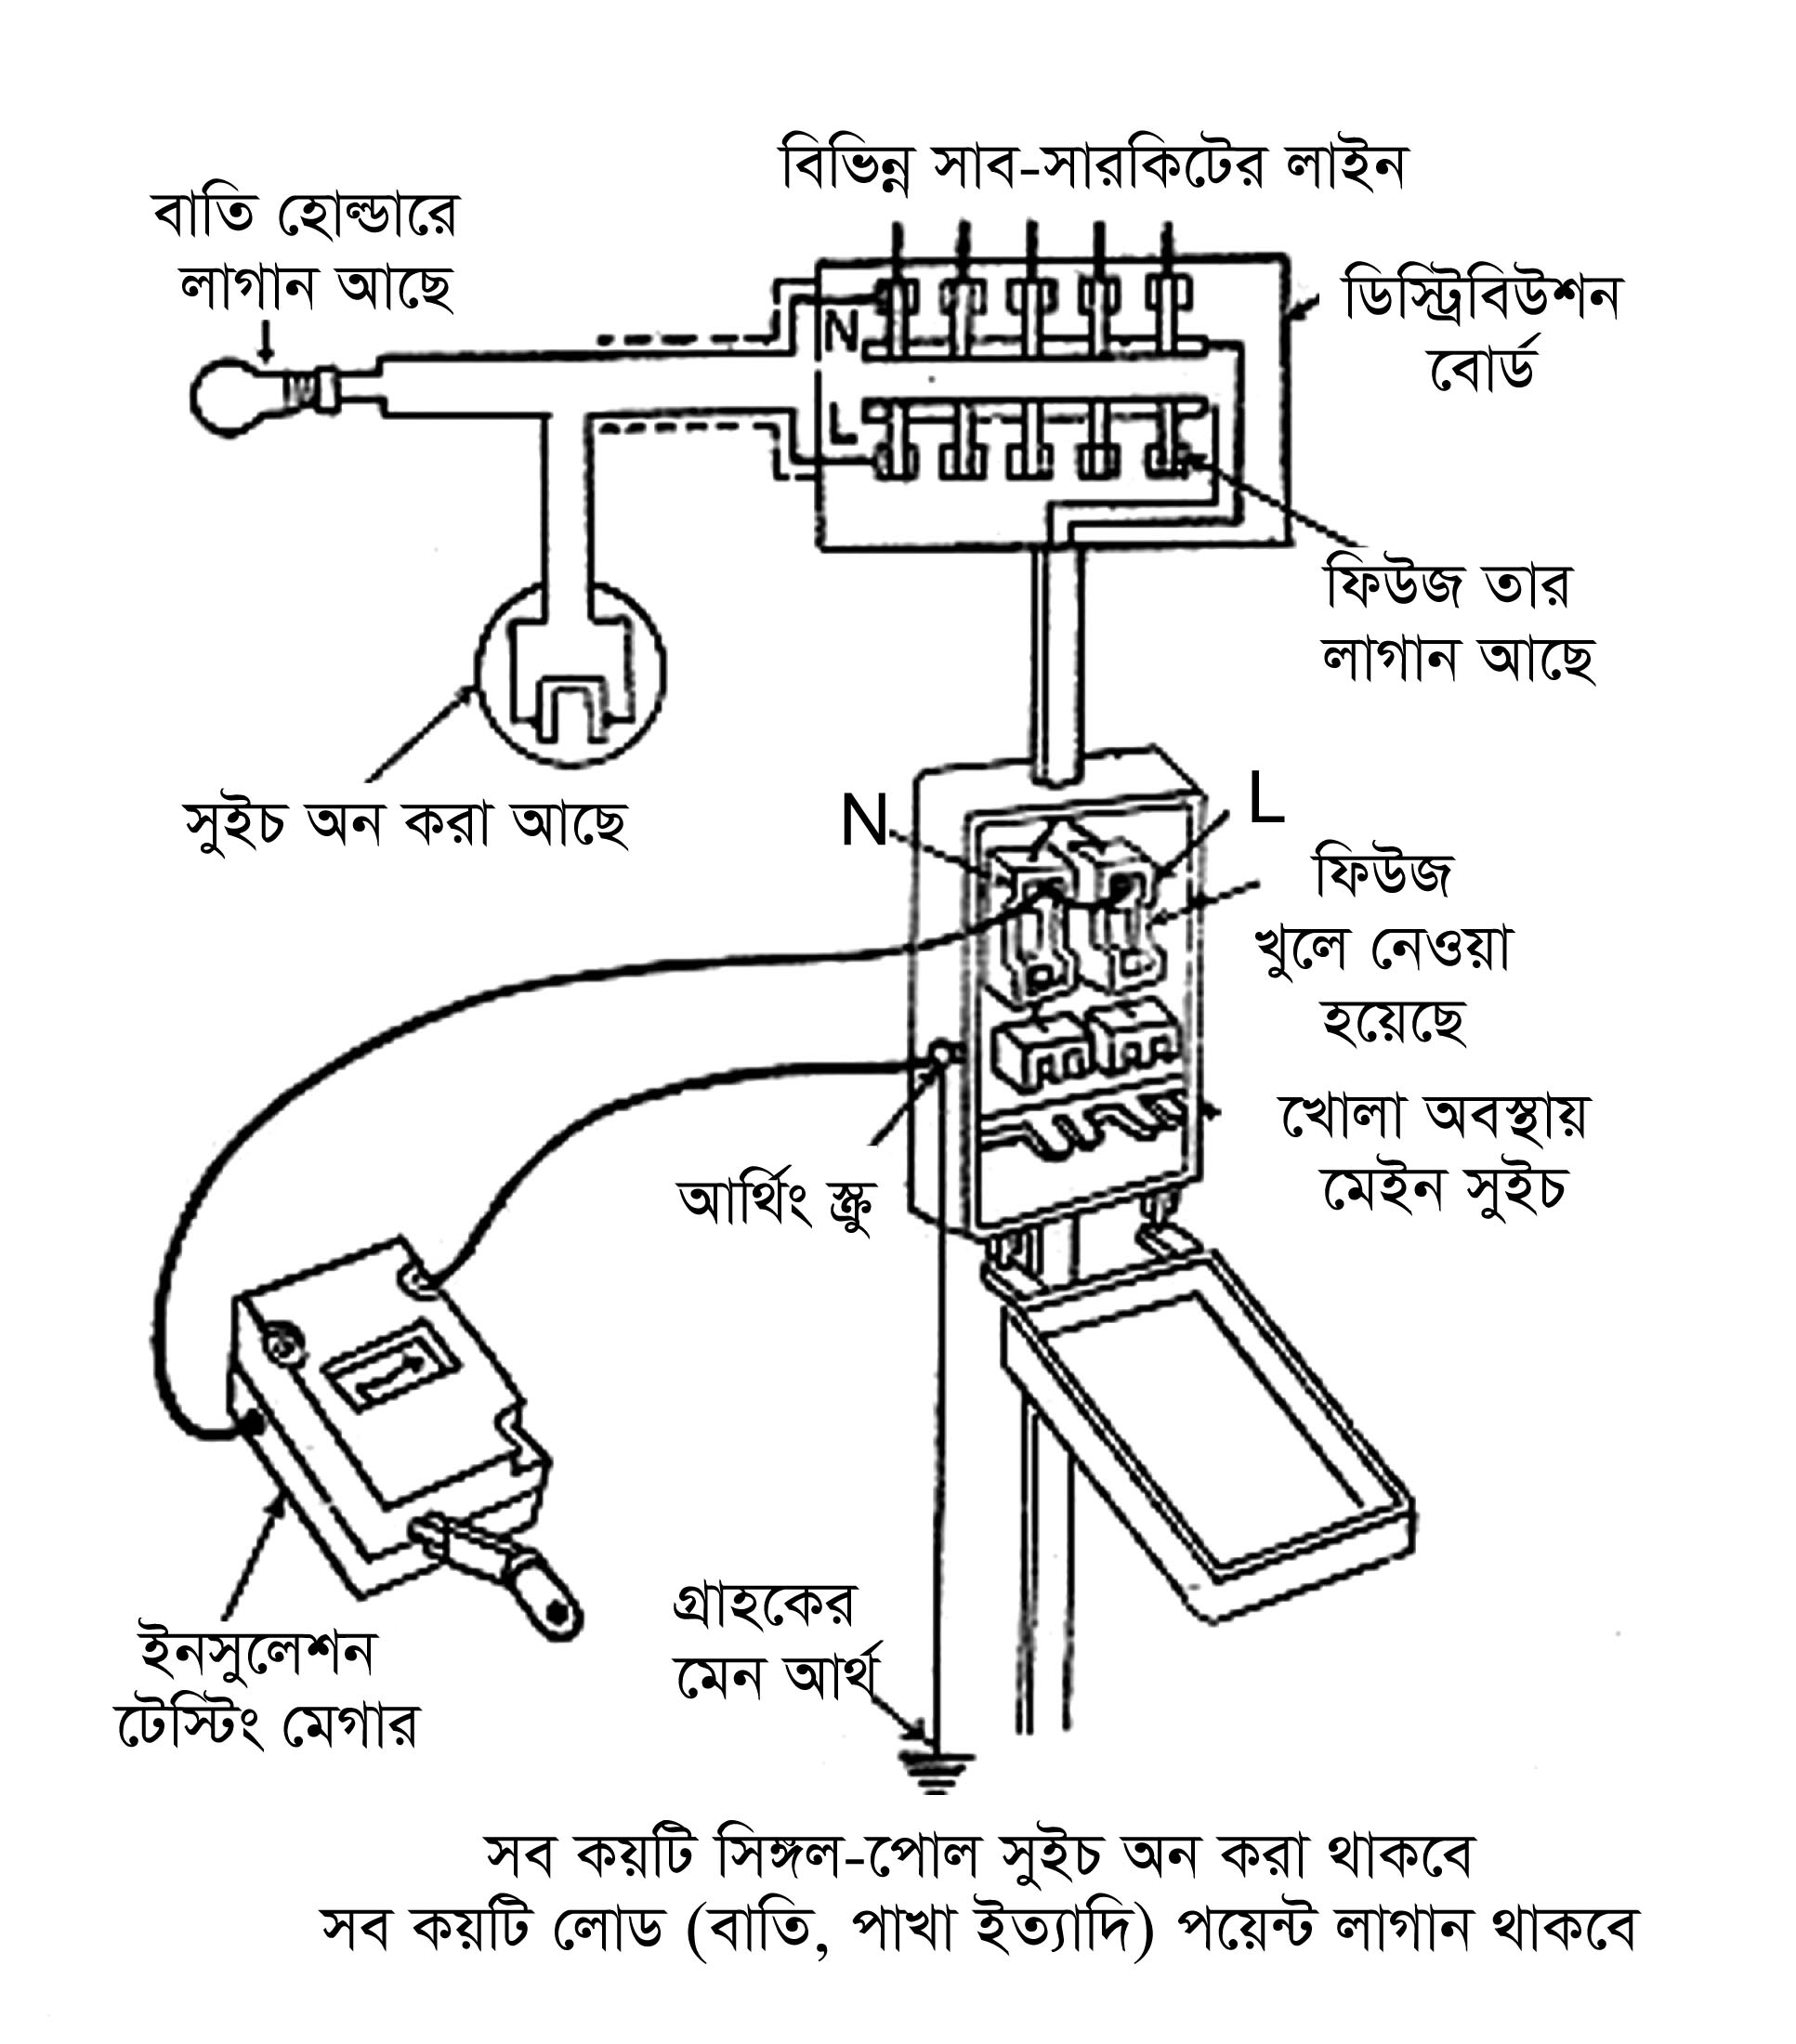 বিভিন্ন সাব-সারকিটের লাইন
বাতি হোল্ডারে
লাগান আছে
ডিস্ট্রিবিউশন
বোর্ড
N
L
ফিউজ তার
লাগান আছে
সুইচ অন করা আছে
N
L
ফিউজ
খুলে নেওয়া
হয়েছে
খোলা অবস্থায়
মেইন সুইচ
আর্থিং স্ক্রু
গ্রাহকের
মেন আর্থ
ইনসুলেশন
টেস্টিং মেগার
সব কয়টি সিঙ্গল-পোল সুইচ অন করা থাকবে
সব কয়টি লোড (বাতি, পাখা ইত্যাদি) পয়েন্ট লাগান থাকবে